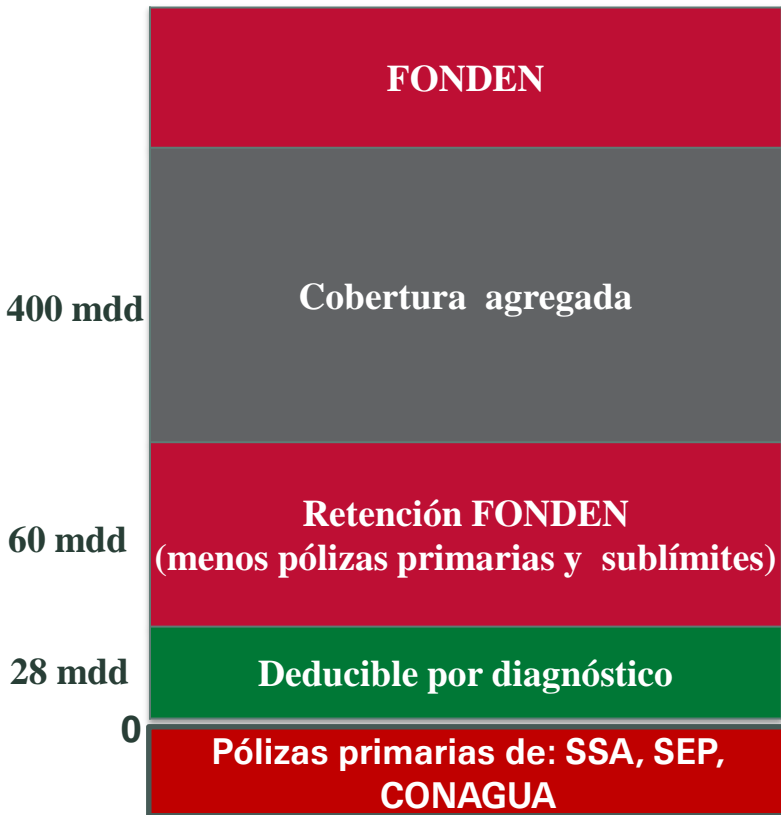 FONDEN
400 mdd
Cobertura agregada
60 mdd
Retención FONDEN
(menos pólizas primarias y sublímites)
28 mdd
Deducible por diagnóstico
0
Pólizas primarias de: SSA, SEP,
CONAGUA